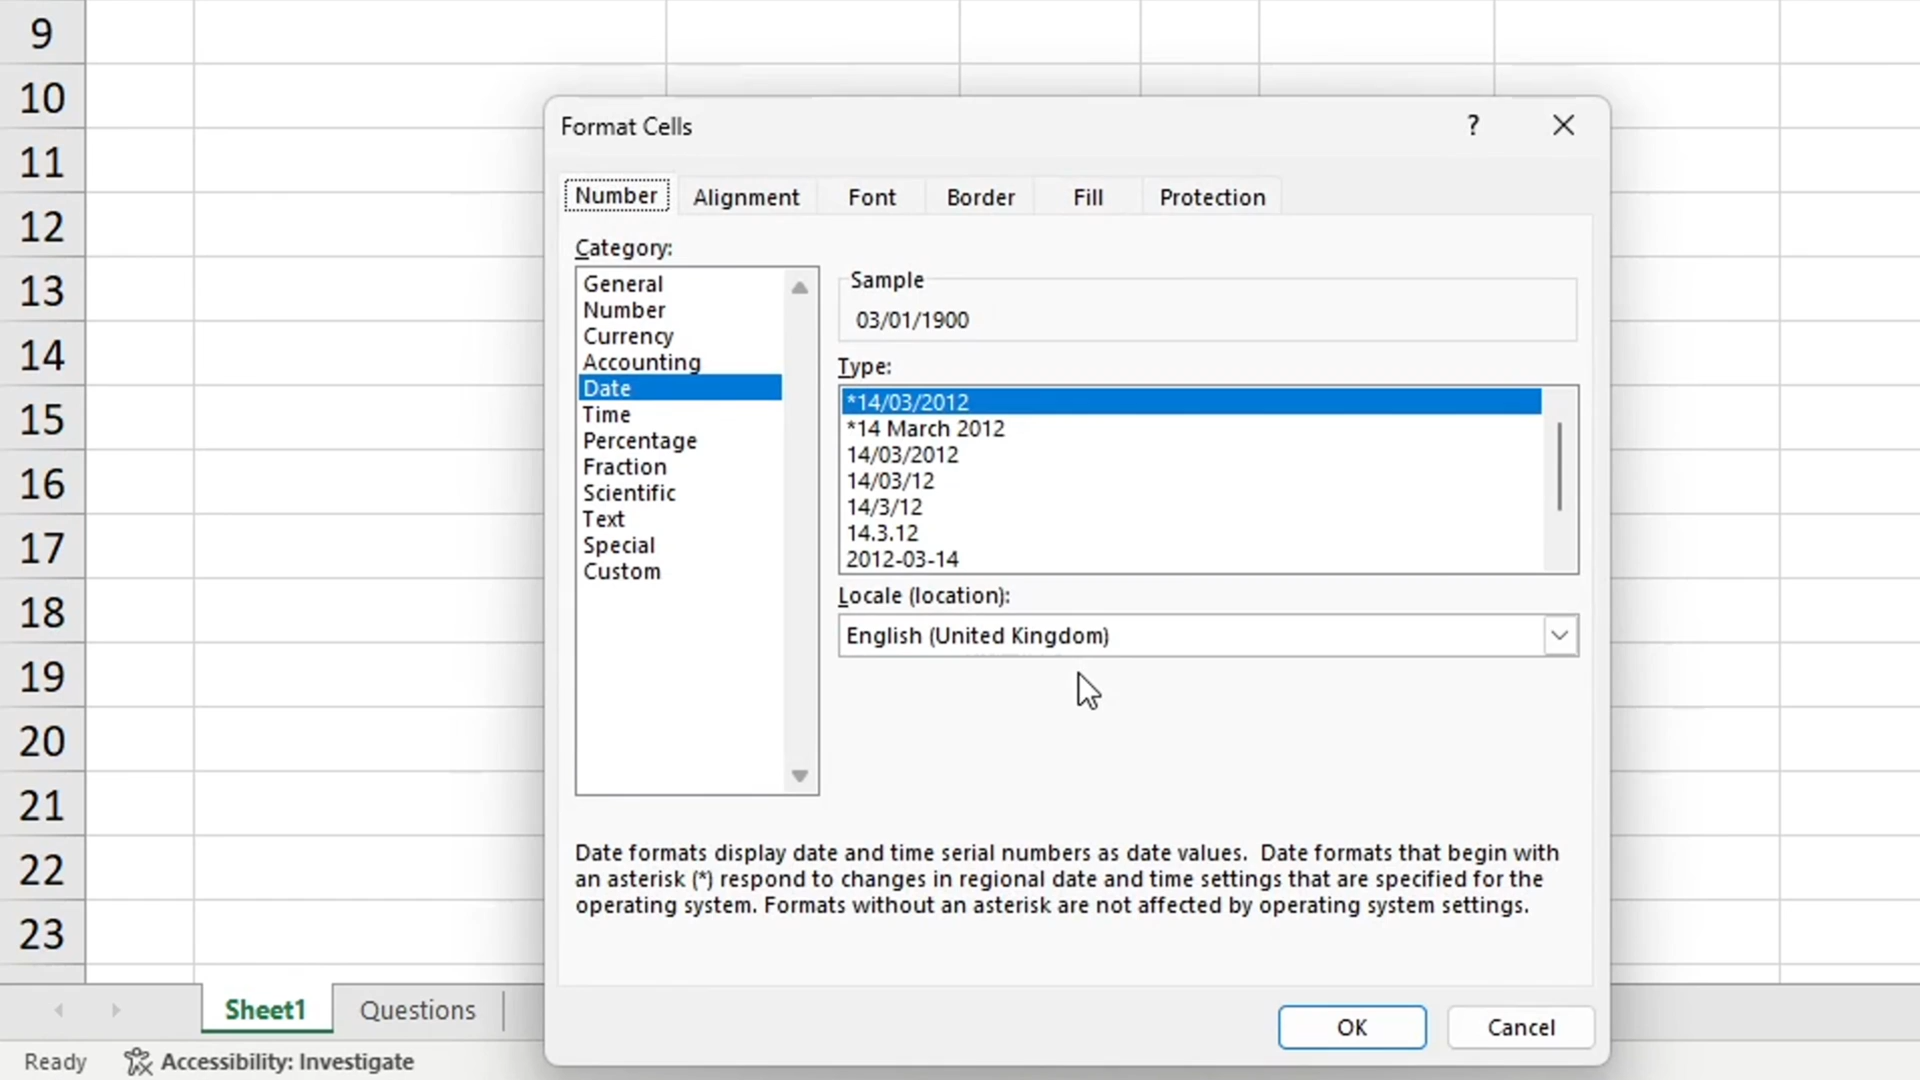 9
10
11
12
13
14
15
16
17
18
19
20
21
22
23
Format Cells
?
Number Alignment Font Border Fill Protection
Category:
General
Number
Currency
Accounting
Date
Time
Percentage
Fraction
Scientific
Text
Special
Custom
Sample
03/01/1900
Type:
*14/03/2012
*14 March 2012
14/03/2012
14/03/12
14/3/12
14.3.12
2012-03-14
Locale (location):
English (United Kingdom)
Date formats display date and time serial numbers as date values.  Date formats that begin with
an asterisk (*) respond to changes in regional date and time settings that are specified for the
operating system. Formats without an asterisk are not affected by operating system settings.
OK Cancel
Sheet1 Questions
Ready Accessibility: Investigate